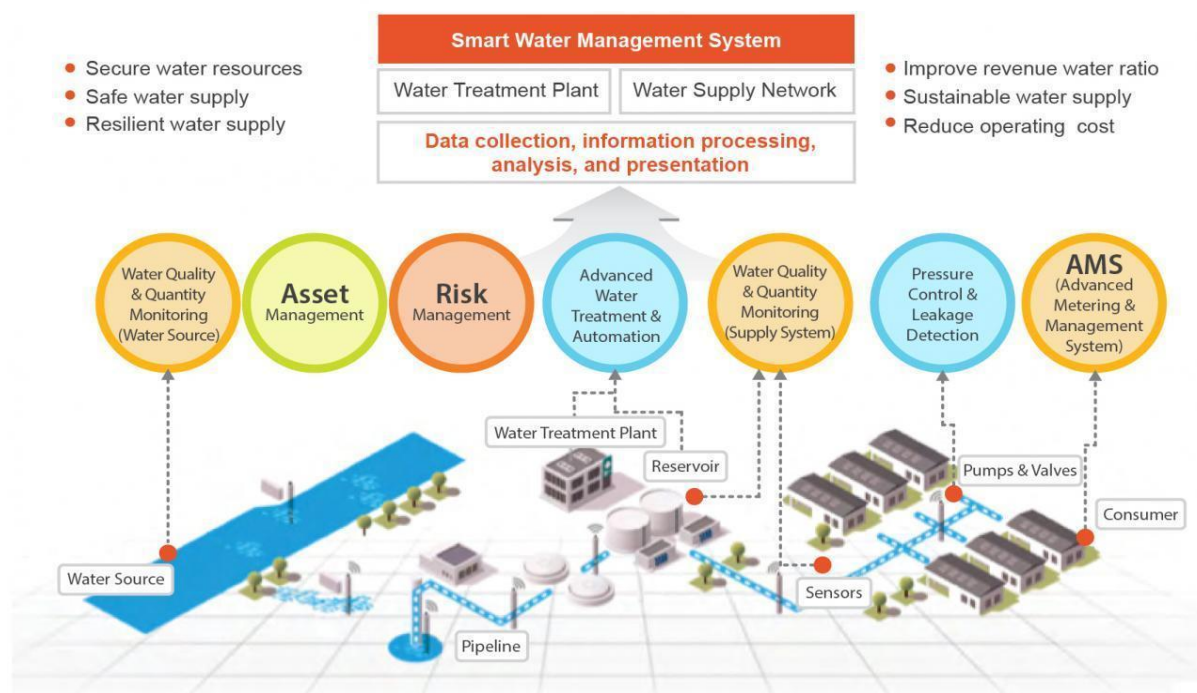 Smart Water Management System
Water Treatment Plant
Water Supply Network
Data collection, information processing,
analysis, and presentation
Secure water resources
Safe water supply
Resilient water supply
Improve revenue water ratio
Sustainable water supply
Reduce operating cost
Water Quality
& Quantity
Monitoring
(Water Source)
Asset
Management
Risk
Management
Advanced
Water
Treatment &
Automation
Water Quality
& Quantity
Monitoring
(Supply System)
Pressure
Control &
Leakage
Detection
AMS
(Advanced
Metering &
Management
System)
Water Treatment Plant
Reservoir
Pumps & Valves
Consumer
Water Source
Sensors
Pipeline